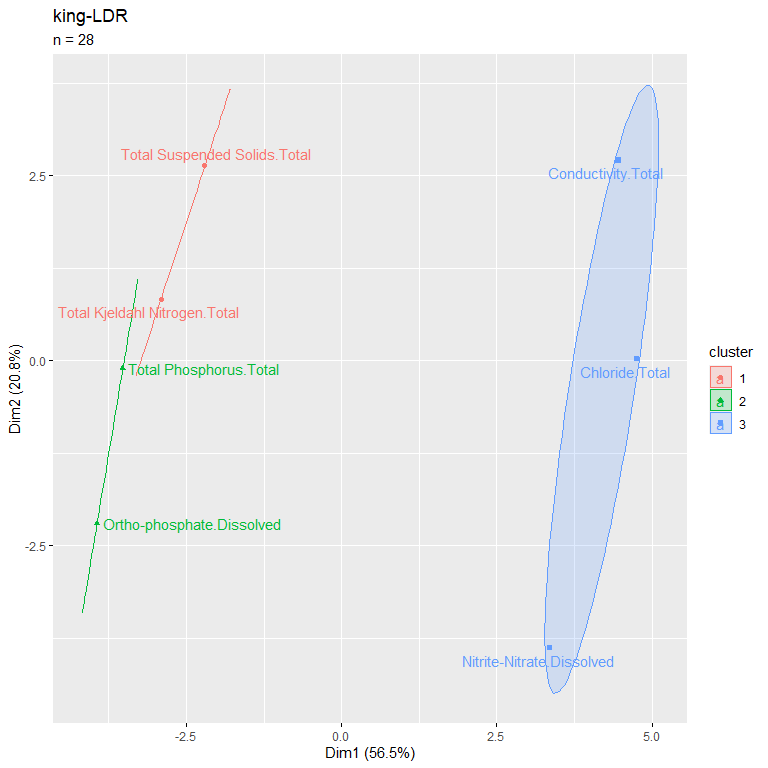 king-LDR
n = 28
Total Suspended Solids.Total
Conductivity.Total
Total Kjeldahl Nitrogen.Total
Total Phosphorus.Total
Chloride.Total
Ortho-phosphate.Dissolved
Nitrite-Nitrate.Dissolved
2.5
0.0
-2.5
Dim2 (20.8%)
-2.5
0.0
2.5
5.0
Dim1 (56.5%)
cluster
a 1
a 2
a 3